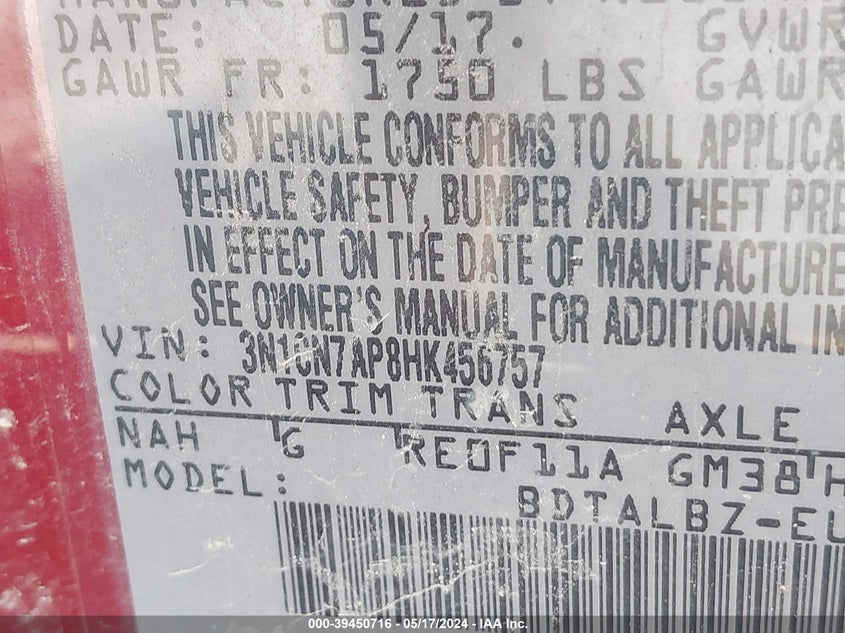 DATE: 05/17. GVWR
GAWR FR: 1750 LBS GAWR
THIS VEHICLE CONFORMS TO ALL APPLICA
VEHICLE SAFETY, BUMPER AND THEFT PRE
IN EFFECT ON THE DATE OF MANUFACTURE
SEE OWNER'S MANUAL FOR ADDITIONAL IN
VIN: 3N1CN7AP8HK456757
COLOR TRIM TRANS AXLE
NAH G RE0F11A GM38 H
MODEL: BDTALBZ-EU
000-39450716 - 05/17/2024 - IAA, Inc.